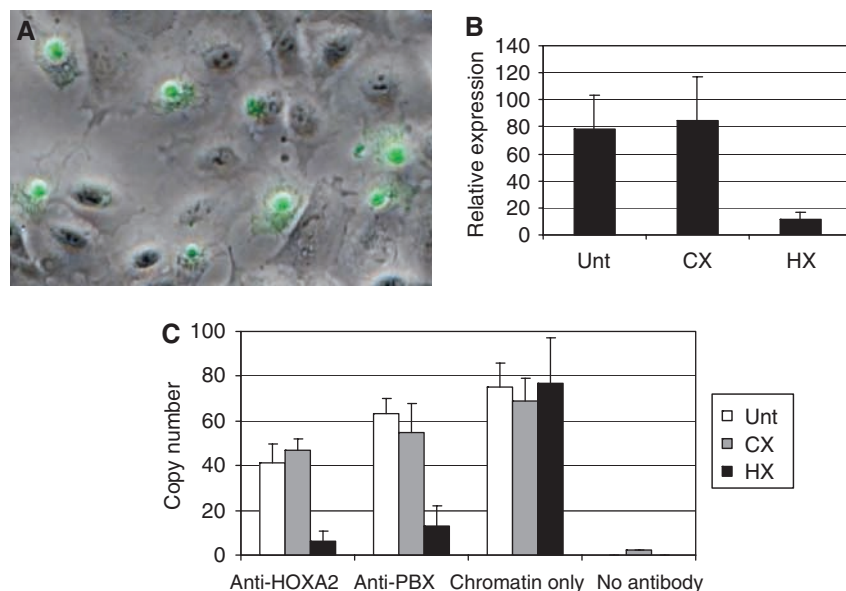 A
B
Relative expression
140
120
100
80
60
40
20
0
Unt CX HX
C
Copy number
100
80
60
40
20
0
Anti-HOXA2 Anti-PBX Chromatin only No antibody
Unt
CX
HX